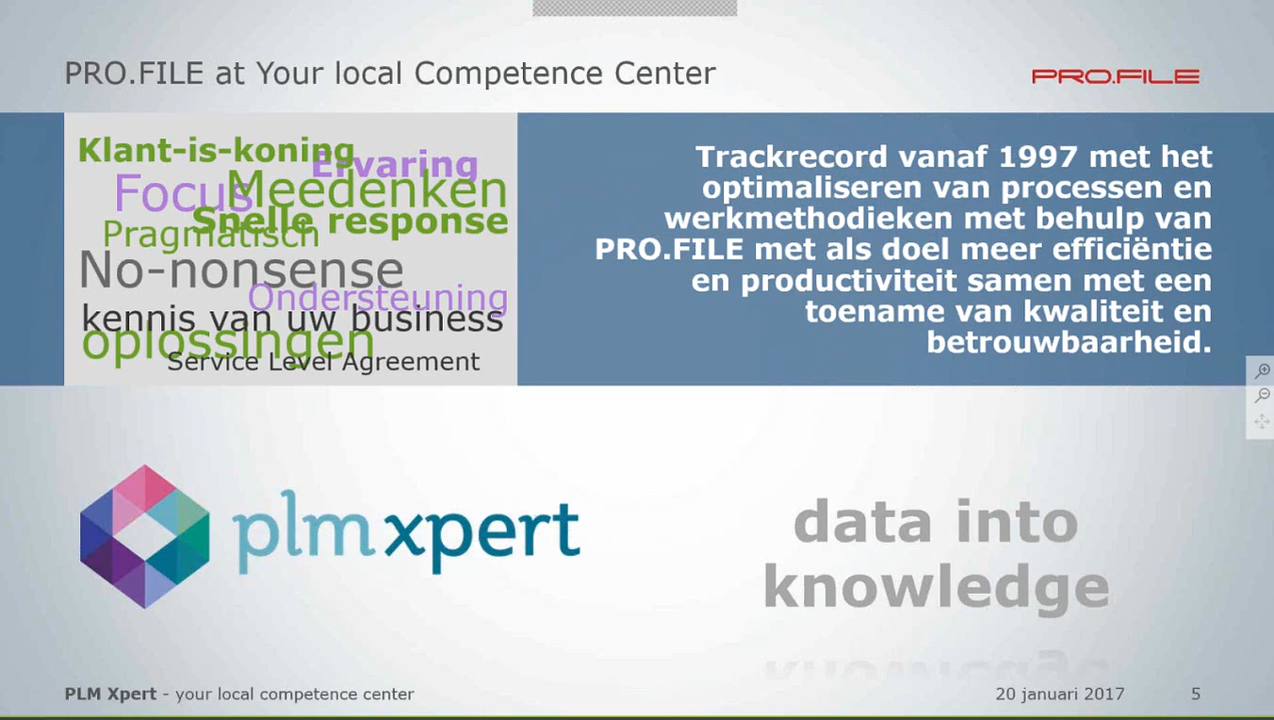 PRO.FILE at Your local Competence Center
PRO.FILE
Klant-is-koning
Ervaring
Focus
Meedenken
Snelle response
Pragmatisch
No-nonsense
Ondersteuning
kennis van uw business
oplossingen
Service Level Agreement
Trackrecord vanaf 1997 met het
optimaliseren van processen en
werkmethodieken met behulp van
PRO.FILE met als doel meer efficiëntie
en productiviteit samen met een
toename van kwaliteit en
betrouwbaarheid.
plmxpert
data into
knowledge
PLM Xpert - your local competence center
20 januari 2017
5